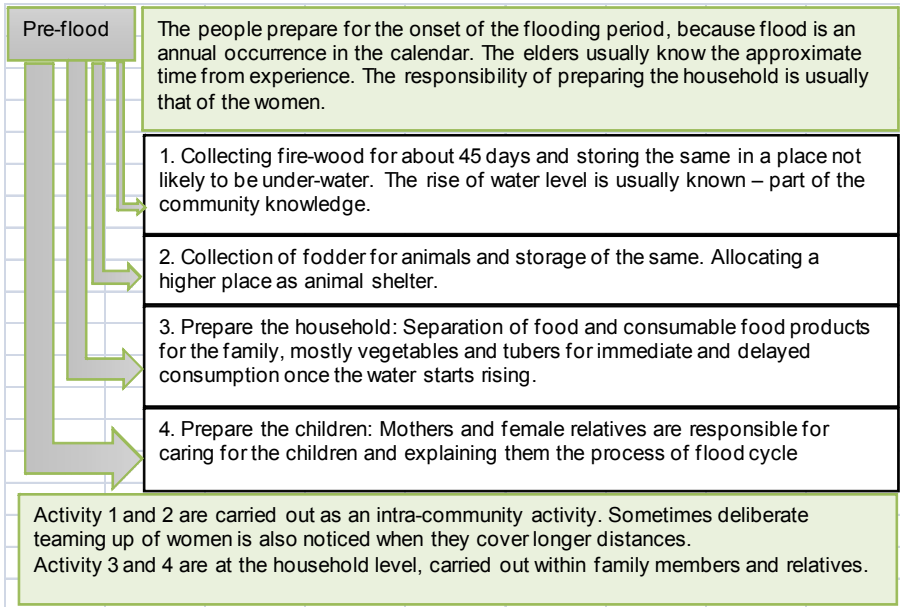 Pre-flood
The people prepare for the onset of the flooding period, because flood is an
annual occurrence in the calendar. The elders usually know the approximate
time from experience. The responsibility of preparing the household is usually
that of the women.
1. Collecting fire-wood for about 45 days and storing the same in a place not
likely to be under-water. The rise of water level is usually known – part of the
community knowledge.
2. Collection of fodder for animals and storage of the same. Allocating a
higher place as animal shelter.
3. Prepare the household: Separation of food and consumable food products
for the family, mostly vegetables and tubers for immediate and delayed
consumption once the water starts rising.
4. Prepare the children: Mothers and female relatives are responsible for
caring for the children and explaining them the process of flood cycle
Activity 1 and 2 are carried out as an intra-community activity. Sometimes deliberate
teaming up of women is also noticed when they cover longer distances.
Activity 3 and 4 are at the household level, carried out within family members and relatives.